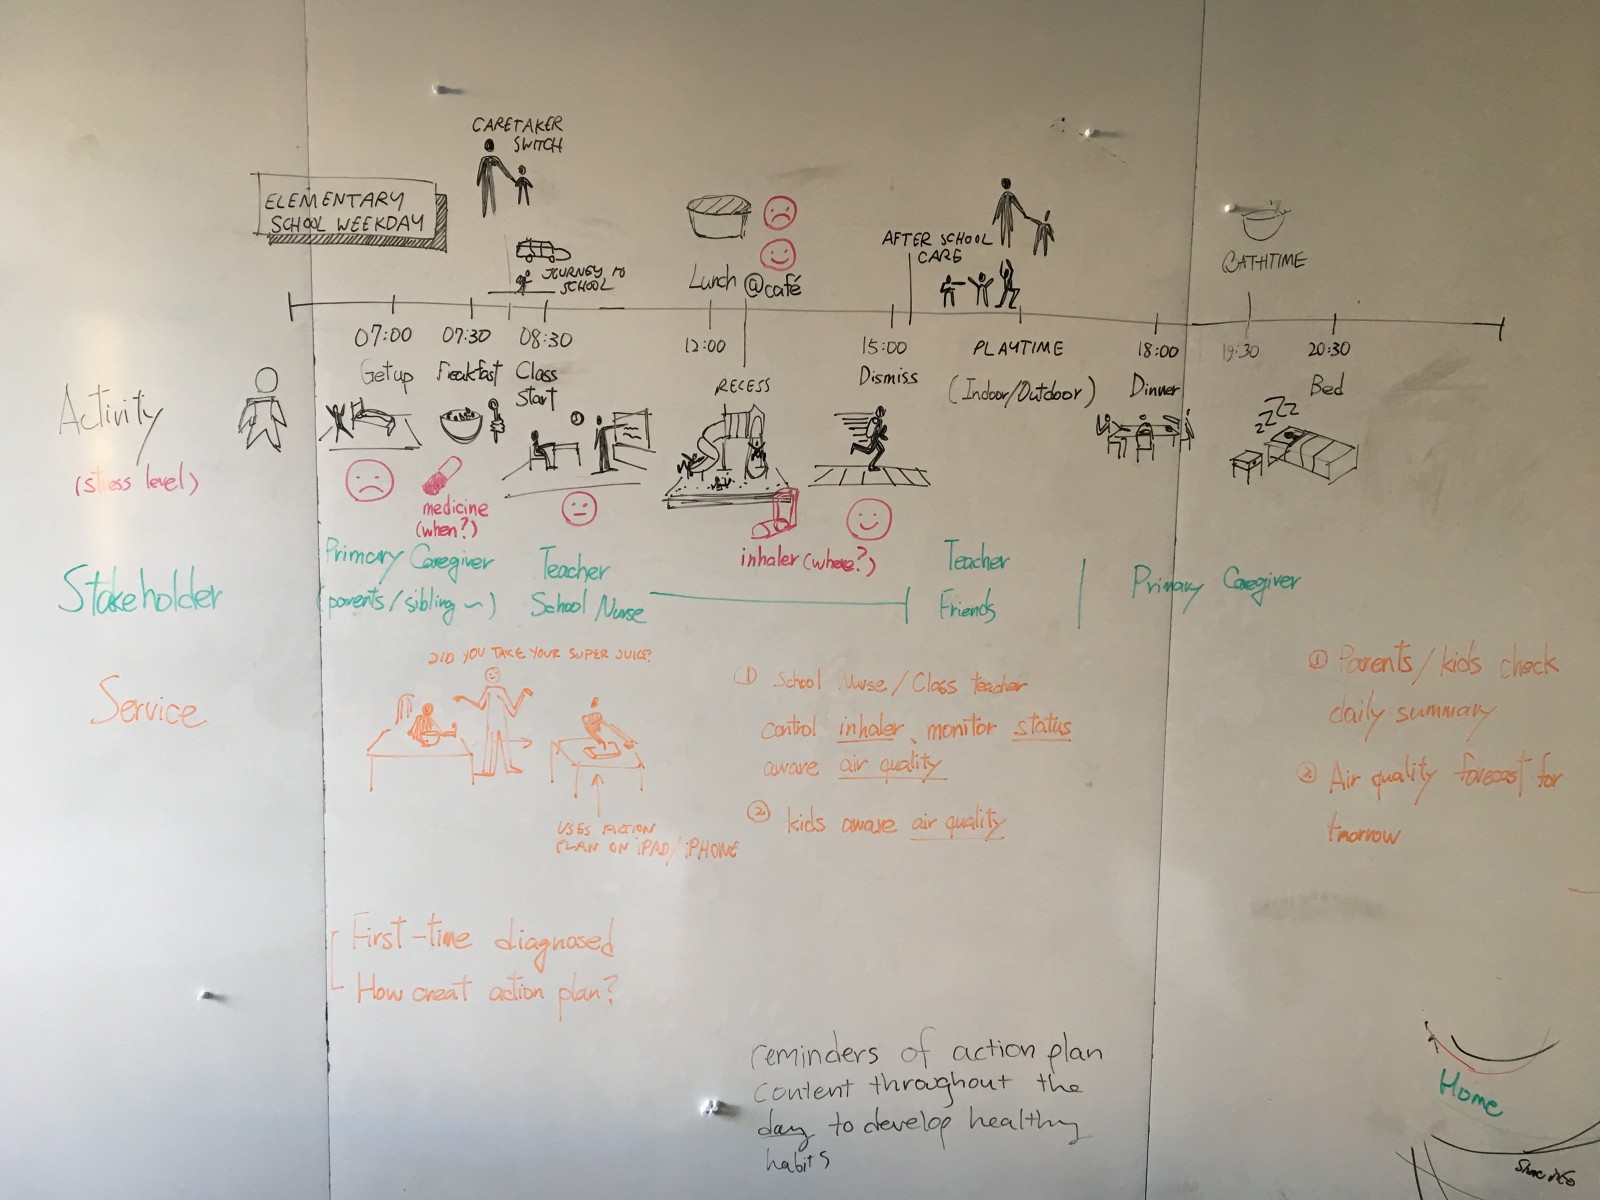 CARETAKER
SWITCH
ELEMENTARY
SCHOOL WEEKDAY
JOURNEY TO
SCHOOL
Lunch @café
AFTER SCHOOL
CARE
BATHTIME
07:00
07:30
08:30
12:00
15:00
PLAYTIME
18:00
19:30
20:30
Get up
Breakfast
Class
Start
RECESS
Dismiss
(Indoor/Outdoor)
Dinner
Bed
Activity
(stress level)
zzzz
medicine
(when?)
inhaler (where?)
Stakeholder
Primary Caregiver
(parents/sibling ~)
Teacher
School Nurse
Teacher
Friends
Primary Caregiver
Service
DID YOU TAKE YOUR SUPER JUICE?
USES ACTION
PLAN ON iPAD/iPHONE
① School Nurse/Class teacher
control inhaler、monitor status
aware air quality
② kids aware air quality
① Parents/kids check
daily summary
② Air quality forecast for
tmorrow
First-time diagnosed
How creat action plan?
reminders of action plan
content throughout the
day to develop healthy
habits
Home